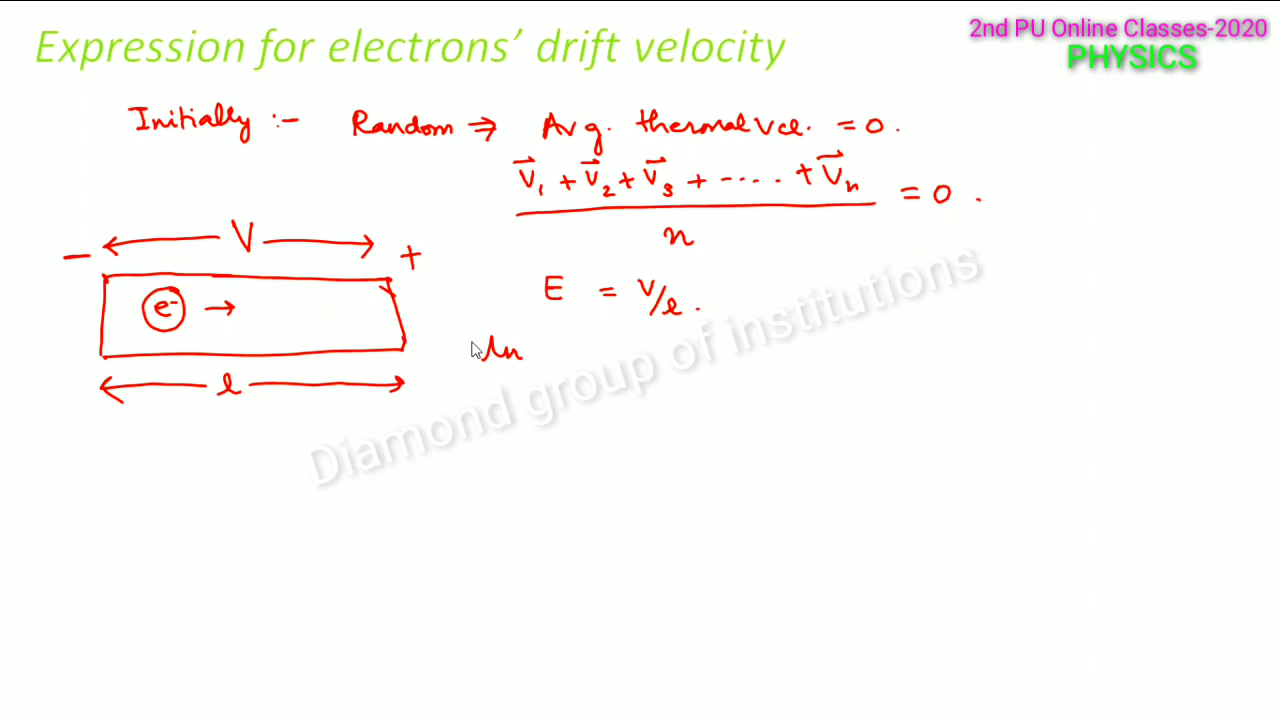 Expression for electrons' drift velocity
2nd PU Online Classes-2020
PHYSICS
Initially :- Random ⇒ Avg. thermal vel. = 0.
V⃗₁ + V⃗₂ + V⃗₃ + ..... + V⃗ₙ / n = 0.
← V →
- +
e⁻ →
← l →
E = V/l.
Diamond group of institutions